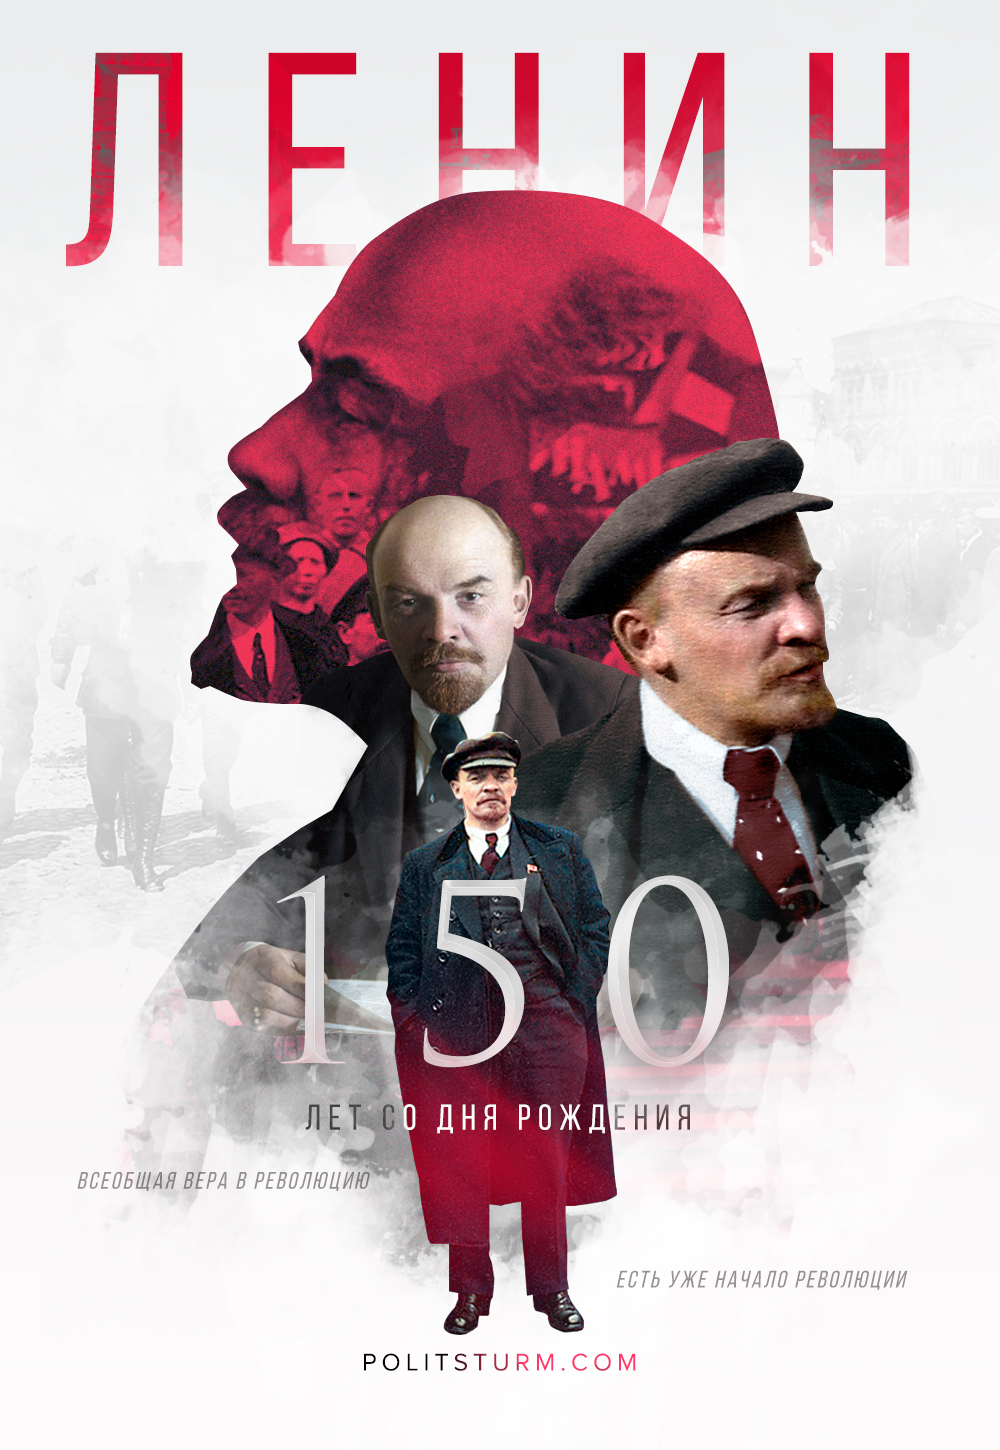 ЛЕНИН
150
ЛЕТ СО ДНЯ РОЖДЕНИЯ
ВСЕОБЩАЯ ВЕРА В РЕВОЛЮЦИЮ
ЕСТЬ УЖЕ НАЧАЛО РЕВОЛЮЦИИ
POLITSTURM.COM